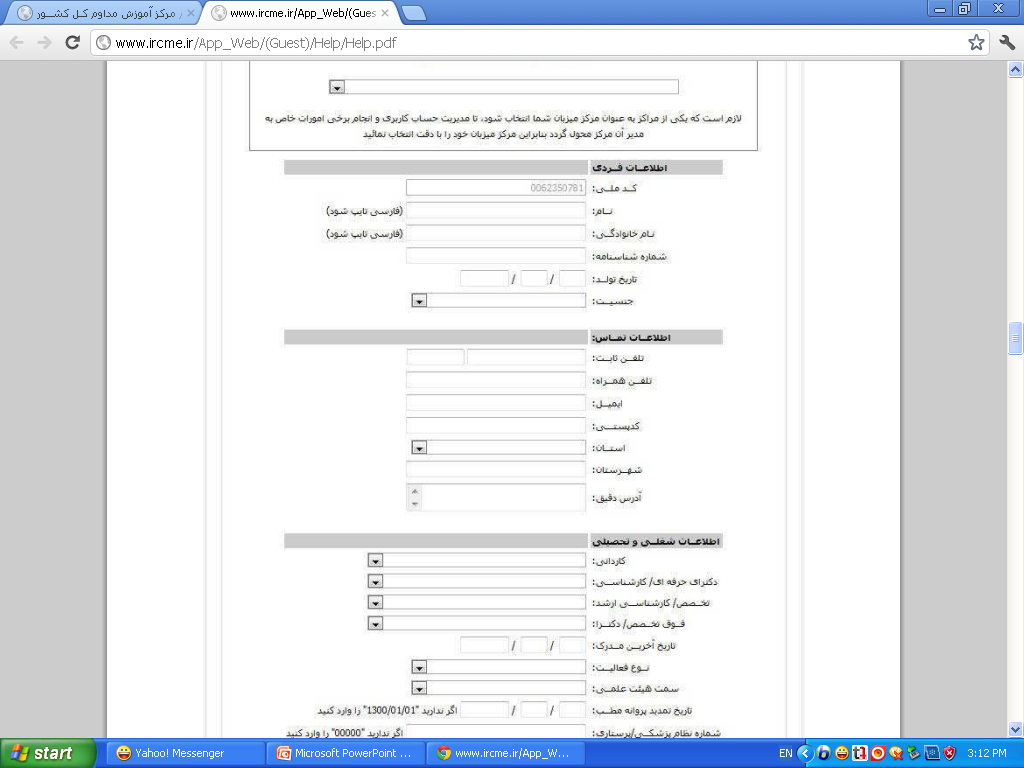 مرکز آموزش مداوم کل کشـــور
www.ircme.ir/App_Web/(Gues
www.ircme.ir/App_Web/(Guest)/Help/Help.pdf
لازم است که یکی از مراکز به عنوان مرکز میزبان شما انتخاب شود، تا مدیریت حساب کاربری و انجام برخی امورات خاص به
مدیر آن مرکز محول گردد بنابراین مرکز میزبان خود را با دقت انتخاب نمائید
اطلاعات فردی
کد ملی: 0062350781
نام: (فارسی تایپ شود)
نام خانوادگی: (فارسی تایپ شود)
شماره شناسنامه:
تاریخ تولد: / /
جنسیت:
اطلاعات تماس:
تلفن ثابت:
تلفن همراه:
ایمیل:
کدپستی:
استان:
شهرستان:
آدرس دقیق:
اطلاعات شغلی و تحصیلی
کاردانی:
دکترای حرفه ای/ کارشناسی:
تخصص/ کارشناسی ارشد:
فوق تخصص/ دکترا:
تاریخ آخرین مدرک: / /
نوع فعالیت:
سمت هیئت علمی:
تاریخ تمدید پروانه مطب: / / اگر ندارید "1300/01/01" را وارد کنید
شماره نظام پزشکی/پرستاری: اگر ندارید "00000" را وارد کنید
start
Yahoo! Messenger
Microsoft PowerPoint ...
www.ircme.ir/App_We...
EN
3:12 PM